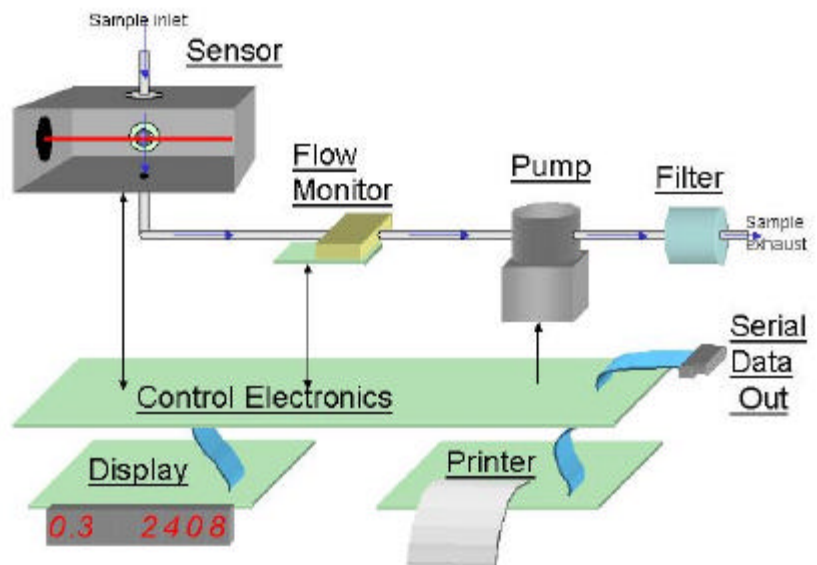 Sample inlet
Sensor
Flow
Monitor
Pump
Filter
Sample
exhaust
Serial
Data
Out
Control Electronics
Display
Printer
0.3 2408